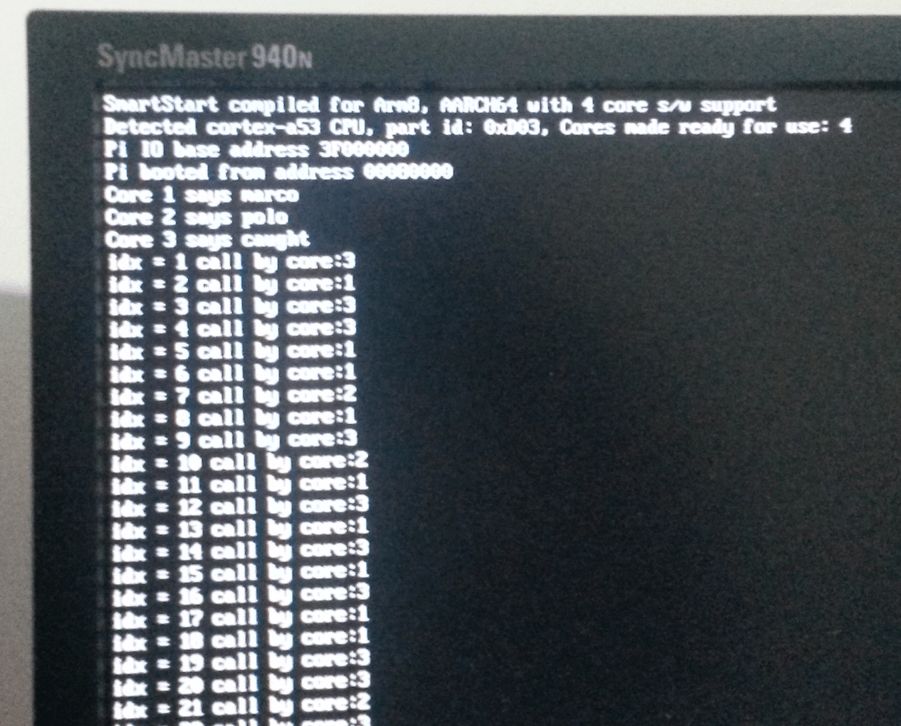 SyncMaster 940N
SmartStart compiled for Arm8, AARCH64 with 4 core s/w support
Detected cortex-a53 CPU, part id: 0xD03, Cores made ready for use: 4
Pi IO base address 3F000000
Pi booted from address 00080000
Core 1 says marco
Core 2 says polo
Core 3 says caught
idx = 1 call by core:3
idx = 2 call by core:1
idx = 3 call by core:3
idx = 4 call by core:3
idx = 5 call by core:1
idx = 6 call by core:1
idx = 7 call by core:2
idx = 8 call by core:1
idx = 9 call by core:3
idx = 10 call by core:2
idx = 11 call by core:1
idx = 12 call by core:3
idx = 13 call by core:1
idx = 14 call by core:3
idx = 15 call by core:1
idx = 16 call by core:3
idx = 17 call by core:1
idx = 18 call by core:1
idx = 19 call by core:3
idx = 20 call by core:3
idx = 21 call by core:2